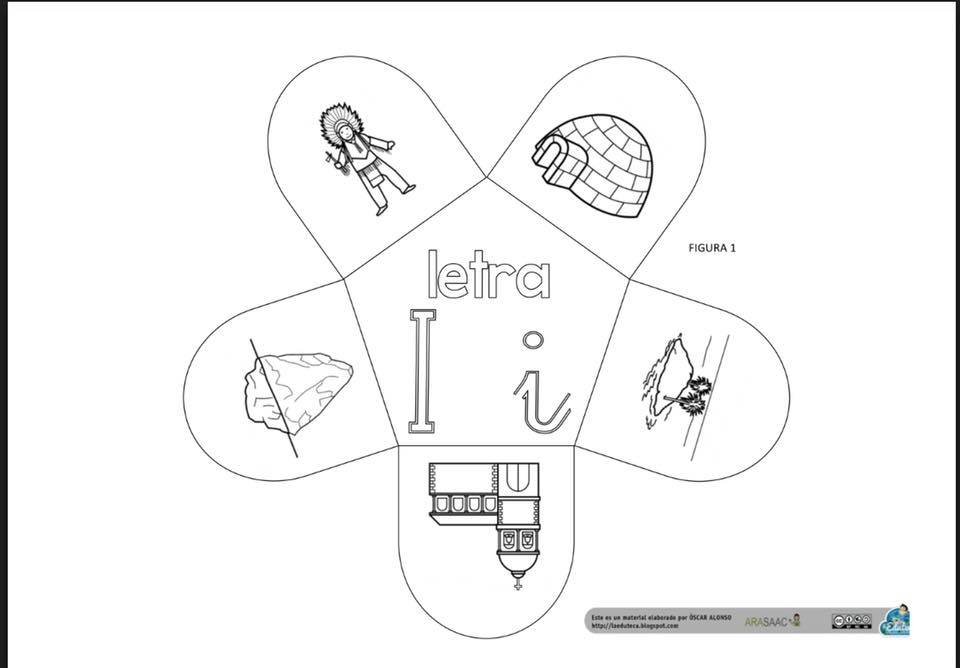 FIGURA 1
letra
I i
Este es un material elaborado por ÓSCAR ALONSO
http://laeduteca.blogspot.com
ARASAAC